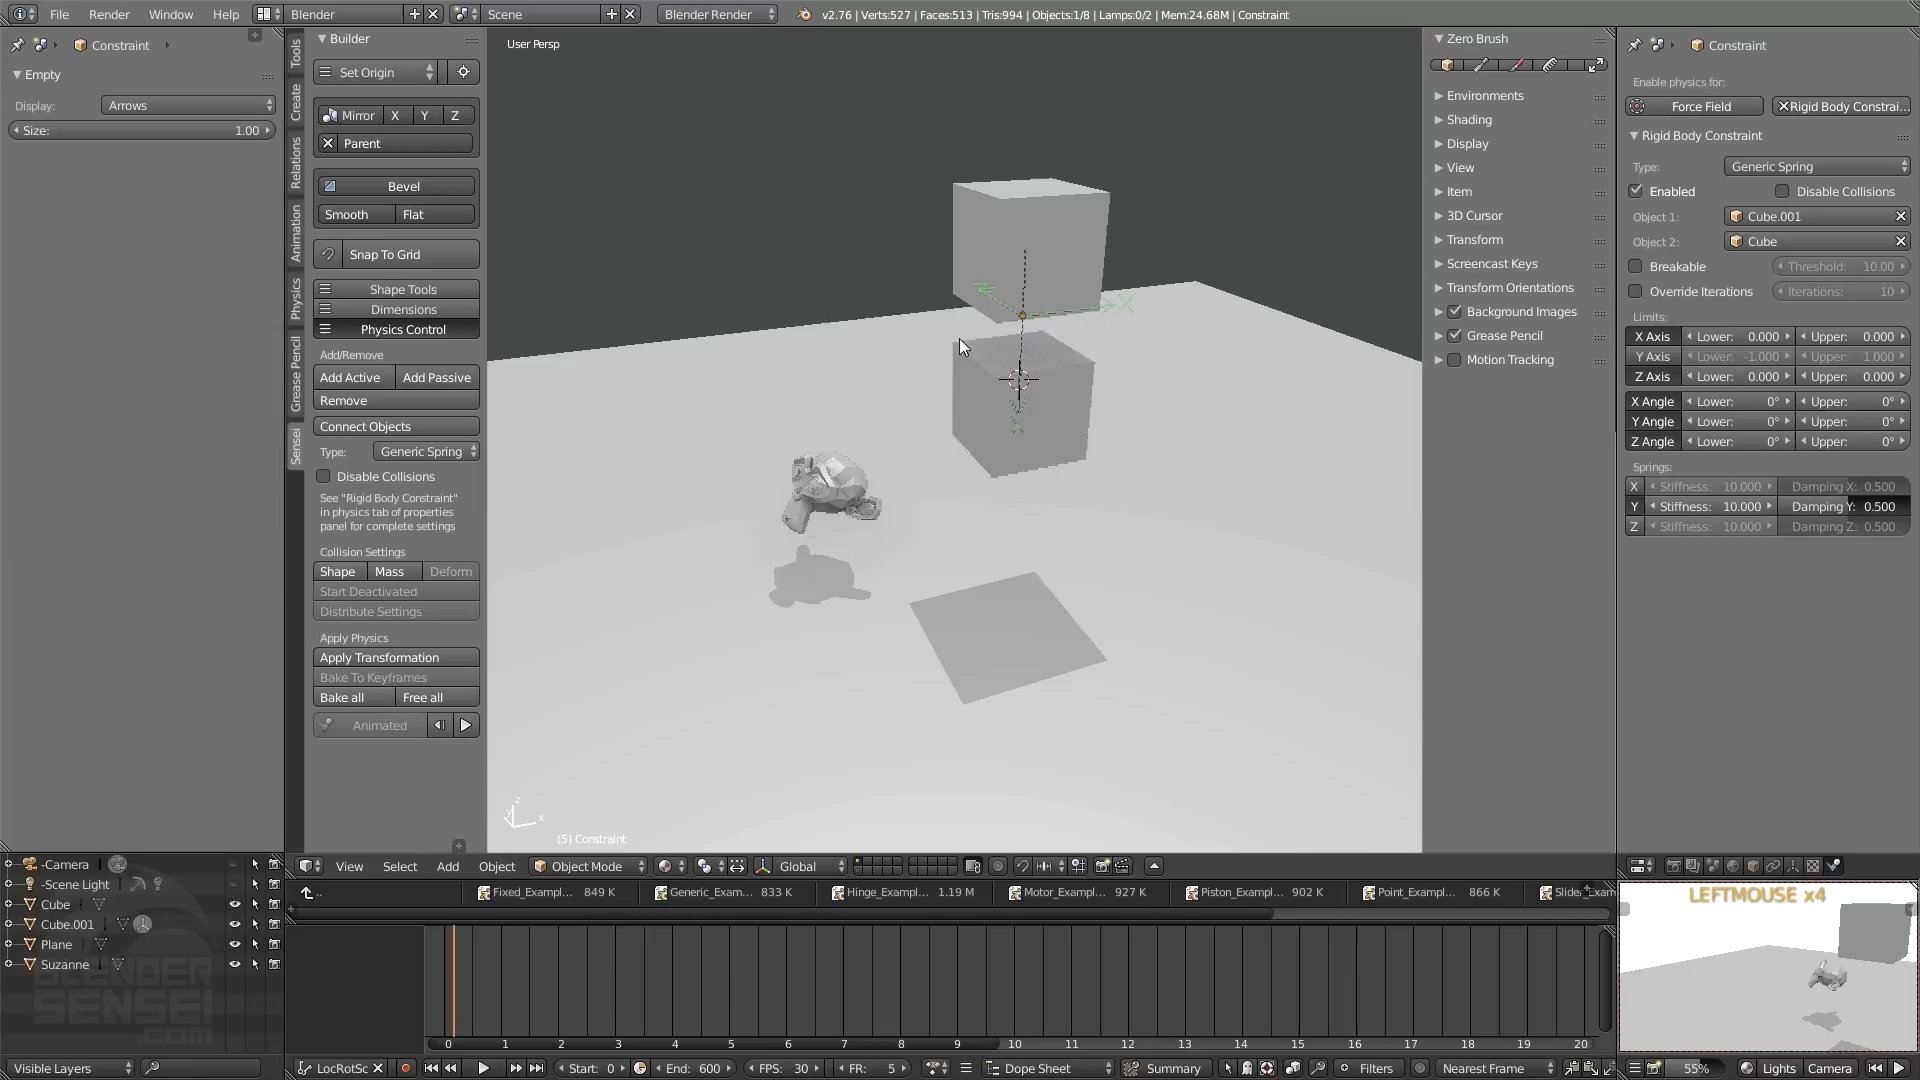 File Render Window Help Blender Scene Blender Render v2.76 | Verts:527 | Faces:513 | Tris:994 | Objects:1/8 | Lamps:0/2 | Mem:24.68M | Constraint
Constraint
Empty
Display: Arrows
Size: 1.00
Tools
Create
Relations
Animation
Physics
Grease Pencil
Sensei
Builder
Set Origin
Mirror X Y Z
Parent
Bevel
Smooth Flat
Snap To Grid
Shape Tools
Dimensions
Physics Control
Add/Remove
Add Active Add Passive
Remove
Connect Objects
Type: Generic Spring
Disable Collisions
See "Rigid Body Constraint"
in physics tab of properties
panel for complete settings
Collision Settings
Shape Mass Deform
Start Deactivated
Distribute Settings
Apply Physics
Apply Transformation
Bake To Keyframes
Bake all Free all
Animated
User Persp
(5) Constraint
Zero Brush
Environments
Shading
Display
View
Item
3D Cursor
Transform
Screencast Keys
Transform Orientations
Background Images
Grease Pencil
Motion Tracking
Constraint
Enable physics for:
Force Field Rigid Body Constrai...
Rigid Body Constraint
Type: Generic Spring
Enabled Disable Collisions
Object 1: Cube.001
Object 2: Cube
Breakable Threshold: 10.00
Override Iterations Iterations: 10
Limits:
X Axis Lower: 0.000 Upper: 0.000
Y Axis Lower: -1.000 Upper: 1.000
Z Axis Lower: 0.000 Upper: 0.000
X Angle Lower: 0° Upper: 0°
Y Angle Lower: 0° Upper: 0°
Z Angle Lower: 0° Upper: 0°
Springs:
X Stiffness: 10.000 Damping X: 0.500
Y Stiffness: 10.000 Damping Y: 0.500
Z Stiffness: 10.000 Damping Z: 0.500
View Select Add Object Object Mode Global
Fixed_Exampl... 849 K Generic_Exam... 833 K Hinge_Exampl... 1.19 M Motor_Exampl... 927 K Piston_Exampl... 902 K Point_Exampl... 866 K
-Camera
-Scene Light
Cube
Cube.001
Plane
Suzanne
BLENDER
SENSEI
.com
LEFTMOUSE x4
0 1 2 3 4 5 6 7 8 9 10 11 12 13 14 15 16 17 18 19 20
Visible Layers LocRotSc Start: 0 End: 600 FPS: 30 FR: 5 Dope Sheet Summary Filters Nearest Frame 55% Lights Camera